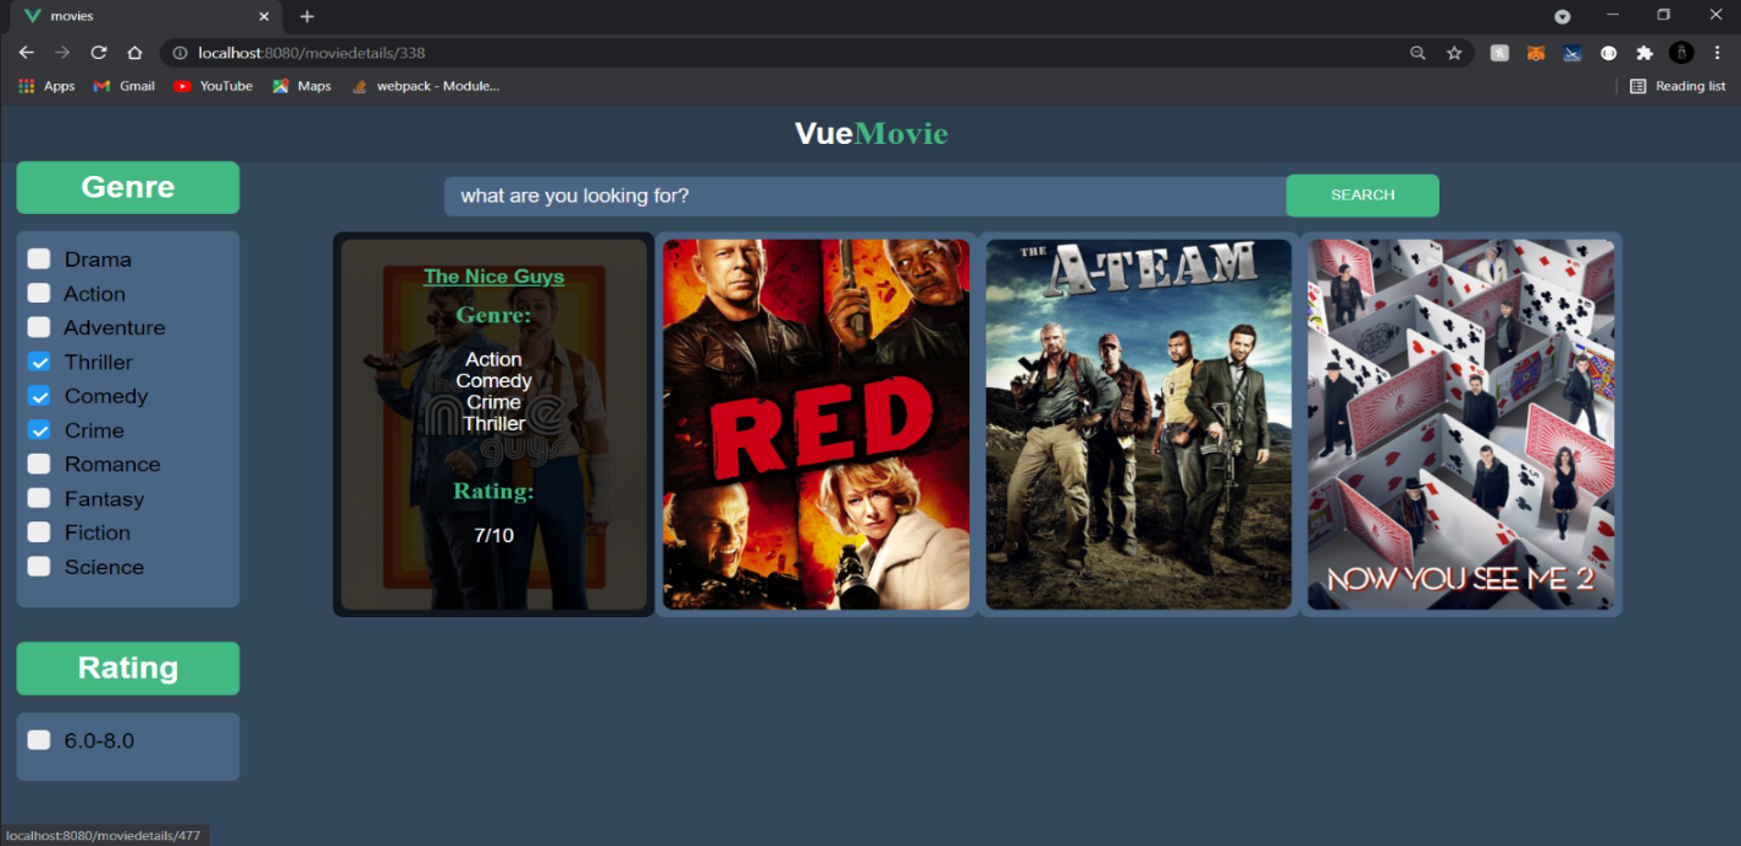 movies
localhost:8080/moviedetails/338
Apps Gmail YouTube Maps webpack - Module... Reading list
VueMovie
Genre
what are you looking for? SEARCH
Drama
Action
Adventure
Thriller
Comedy
Crime
Romance
Fantasy
Fiction
Science
Rating
6.0-8.0
The Nice Guys
Genre:
Action
Comedy
Crime
Thriller
Rating:
7/10
the
nice
guys
RED
THE
A-TEAM
NOW YOU SEE ME 2
localhost:8080/moviedetails/477